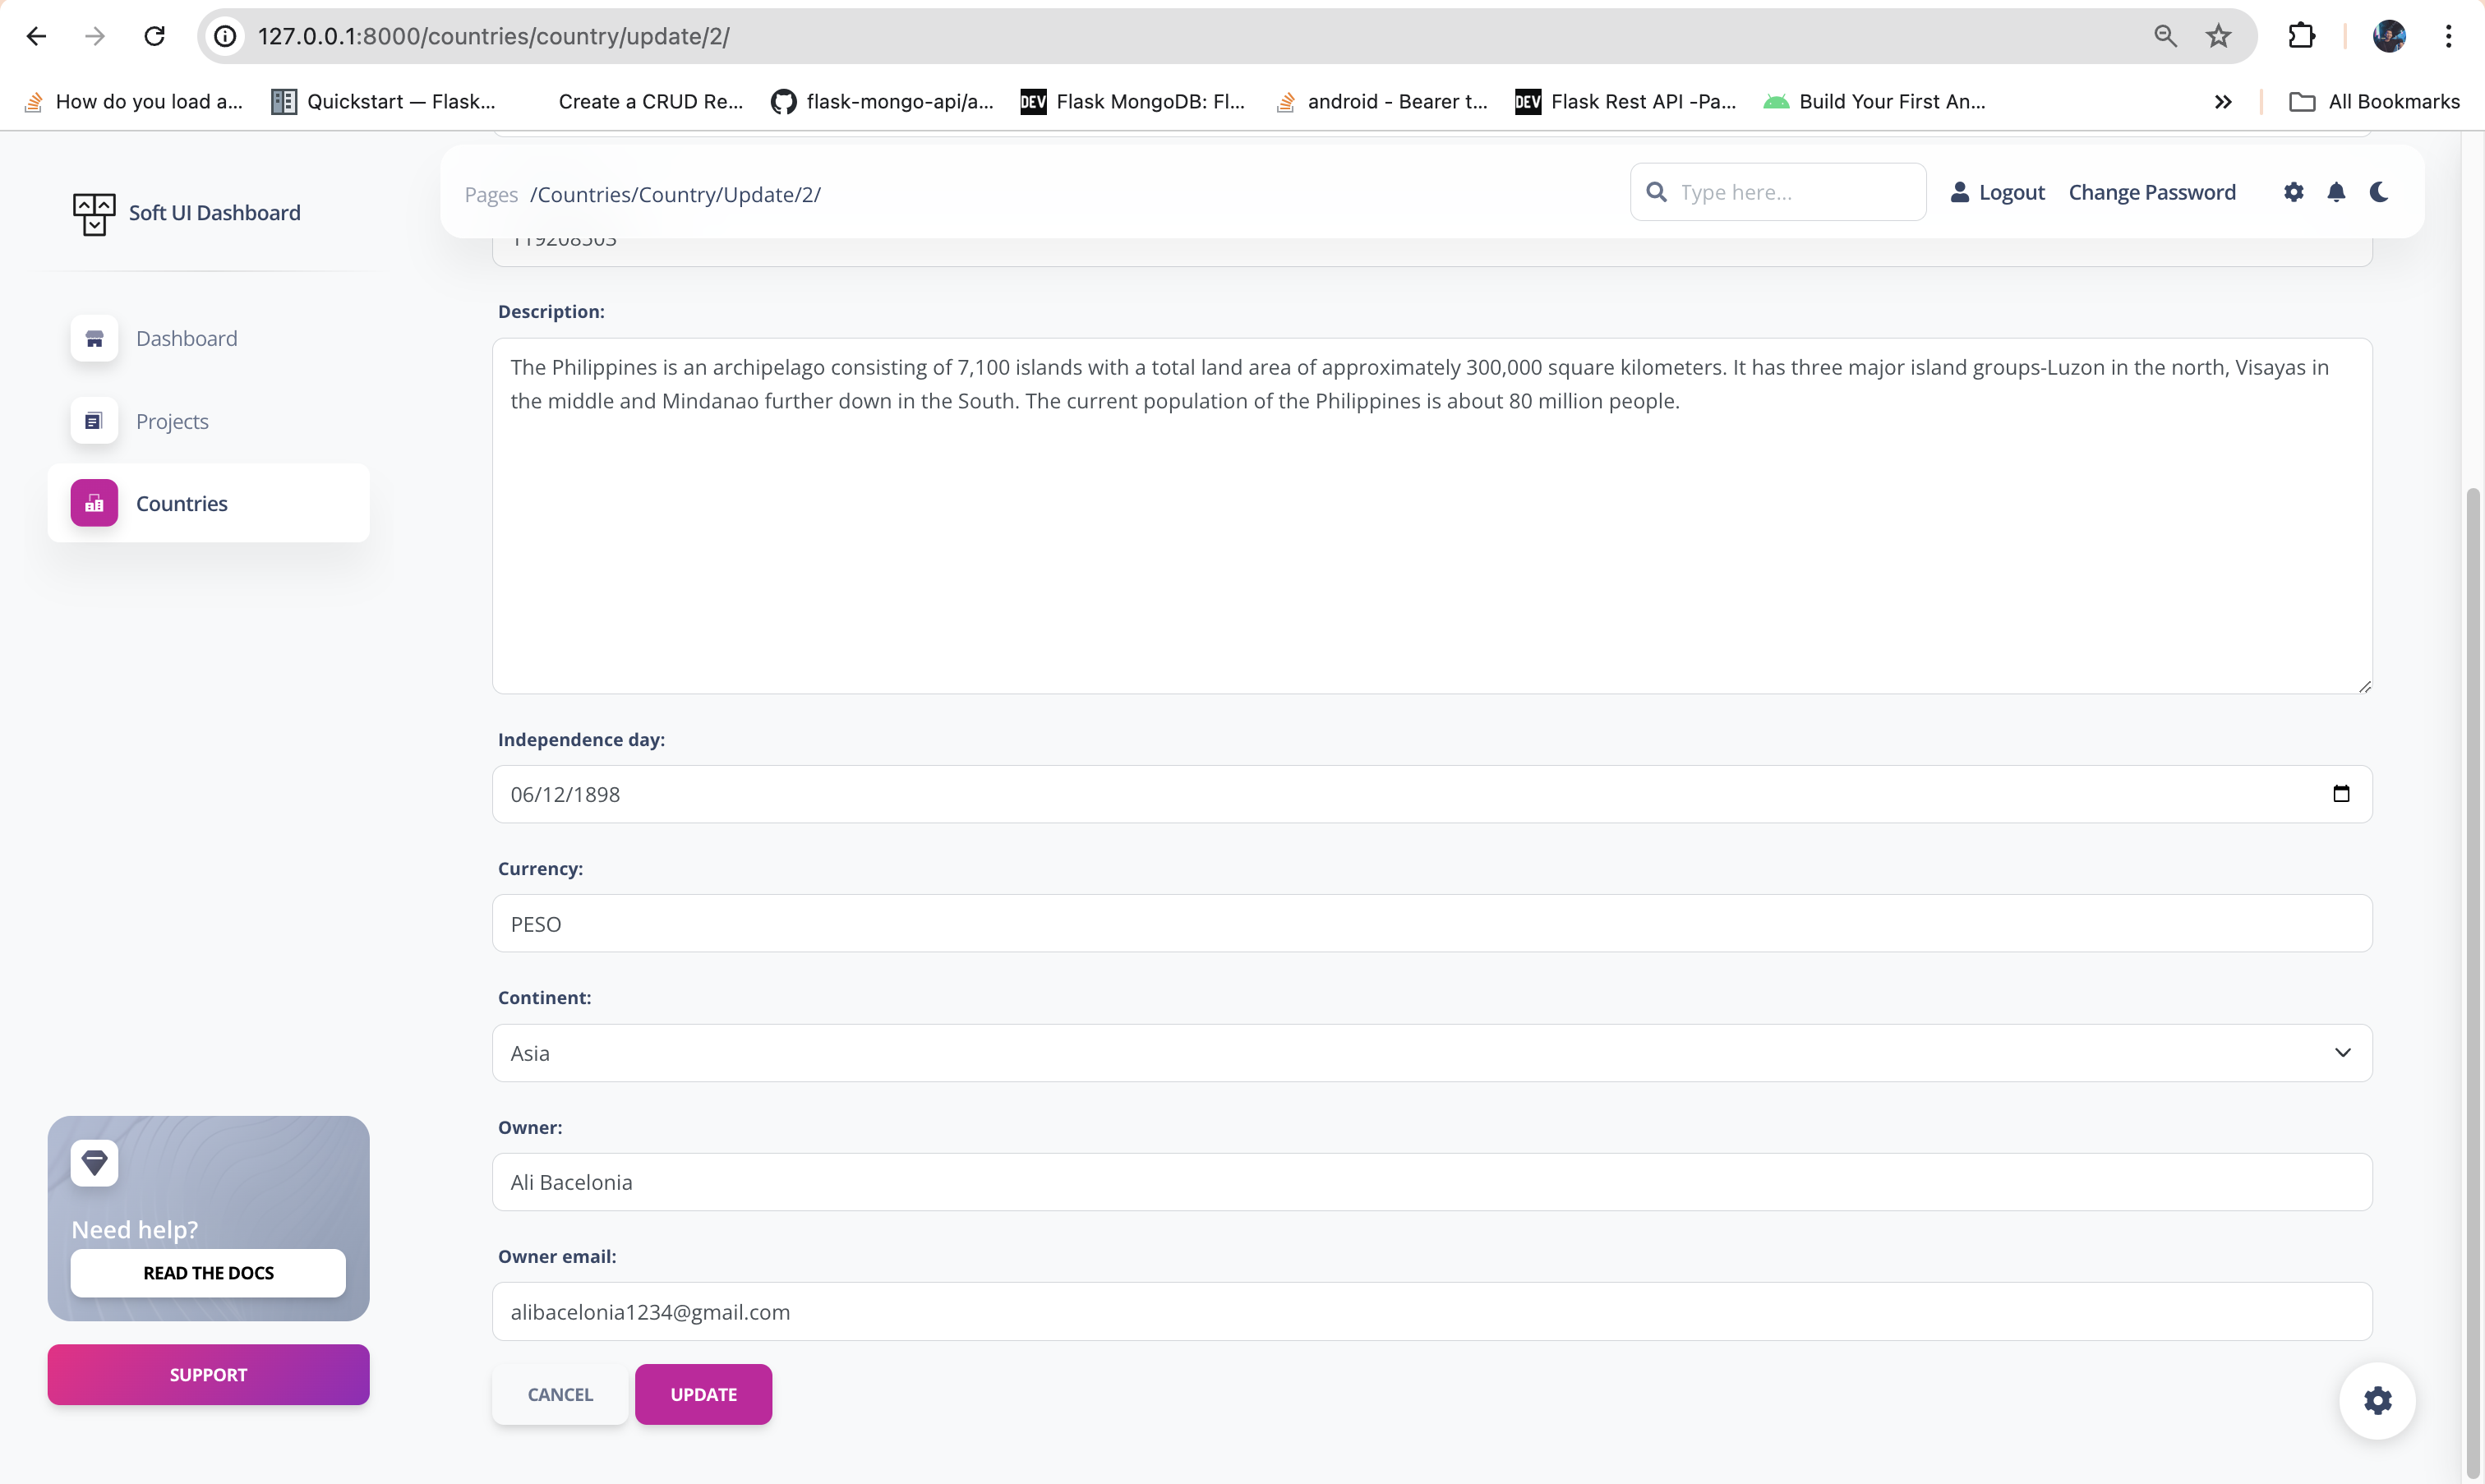 127.0.0.1:8000/countries/country/update/2/
How do you load a...
Quickstart — Flask...
Create a CRUD Re...
flask-mongo-api/a...
DEV Flask MongoDB: Fl...
android - Bearer t...
DEV Flask Rest API -Pa...
Build Your First An...
All Bookmarks
Soft UI Dashboard
Pages /Countries/Country/Update/2/
Type here...
Logout
Change Password
Dashboard
Projects
Countries
Need help?
READ THE DOCS
SUPPORT
119208503
Description:
The Philippines is an archipelago consisting of 7,100 islands with a total land area of approximately 300,000 square kilometers. It has three major island groups-Luzon in the north, Visayas in
the middle and Mindanao further down in the South. The current population of the Philippines is about 80 million people.
Independence day:
06/12/1898
Currency:
PESO
Continent:
Asia
Owner:
Ali Bacelonia
Owner email:
alibacelonia1234@gmail.com
CANCEL
UPDATE